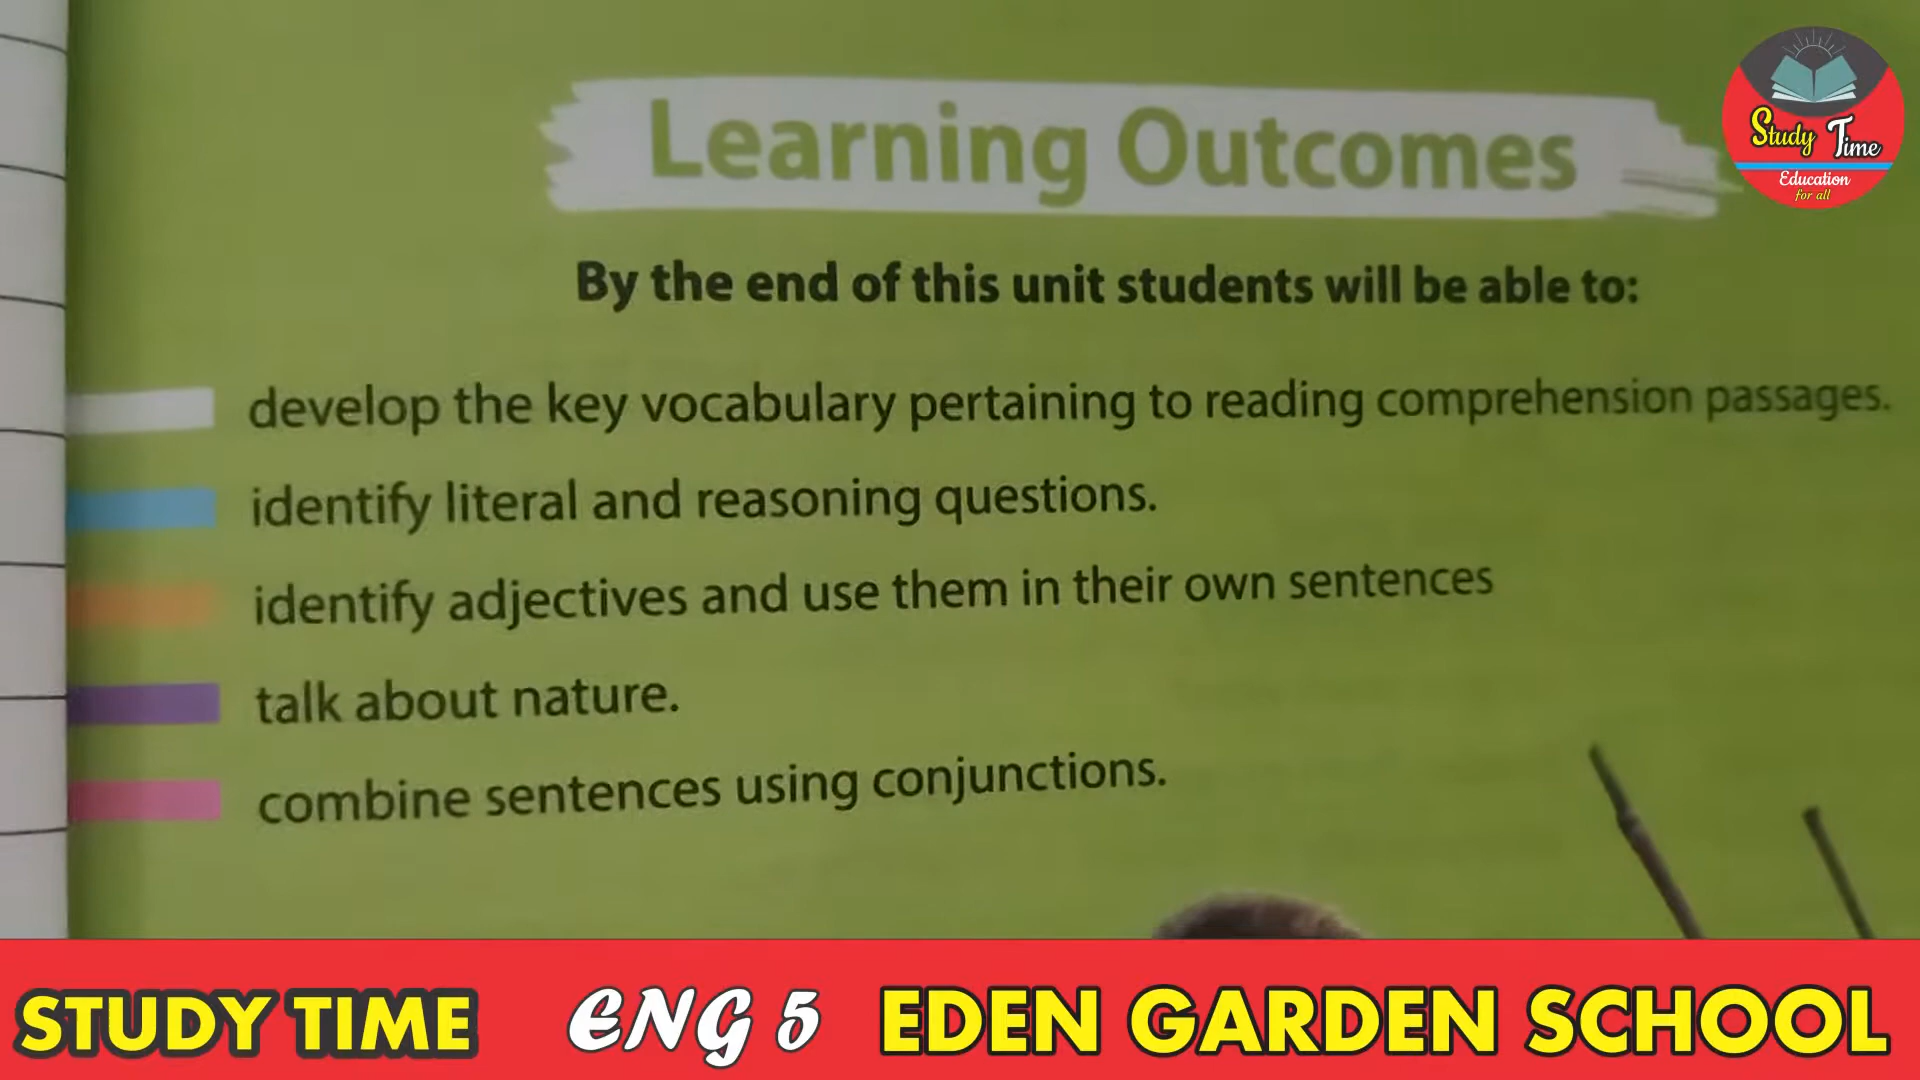 Learning Outcomes
Study Time
Education
for all
By the end of this unit students will be able to:
develop the key vocabulary pertaining to reading comprehension passages.
identify literal and reasoning questions.
identify adjectives and use them in their own sentences
talk about nature.
combine sentences using conjunctions.
STUDY TIME ENG 5 EDEN GARDEN SCHOOL